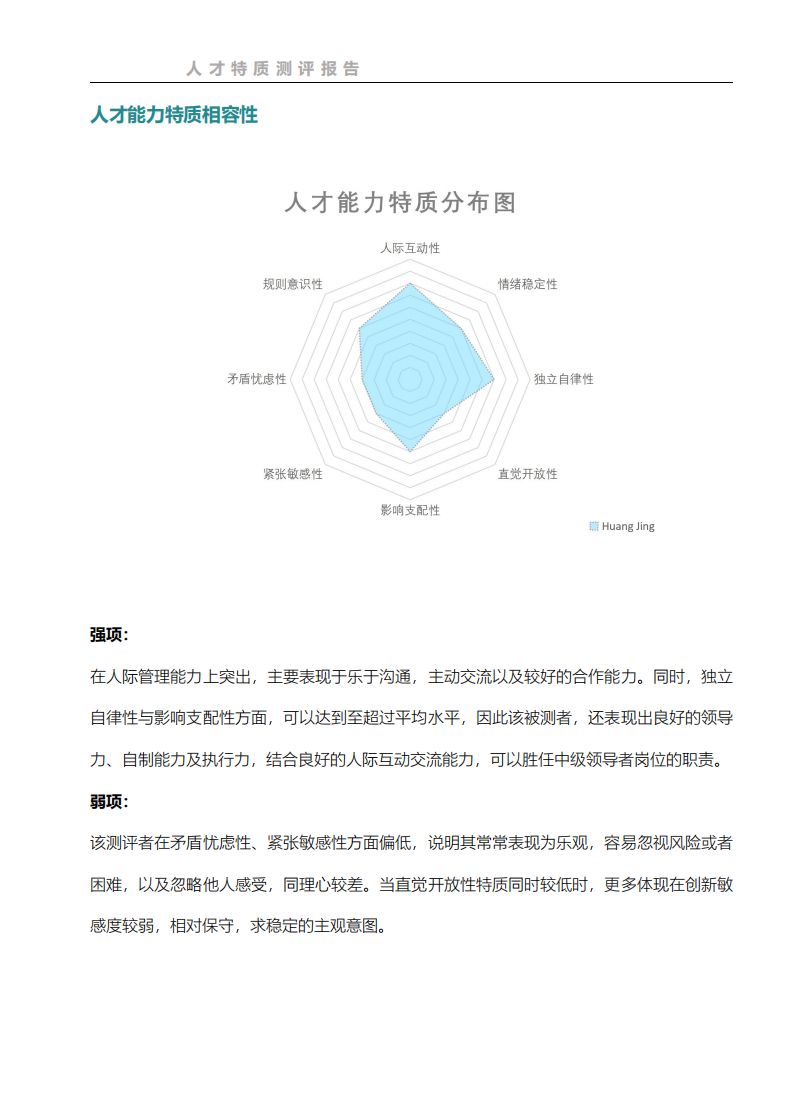 人才特质测评报告
人才能力特质相容性
人才能力特质分布图
人际互动性
规则意识性
情绪稳定性
矛盾忧虑性
独立自律性
紧张敏感性
直觉开放性
影响支配性
Huang Jing
强项：
在人际管理能力上突出，主要表现于乐于沟通，主动交流以及较好的合作能力。同时，独立
自律性与影响支配性方面，可以达到至超过平均水平，因此该被测者，还表现出良好的领导
力、自制能力及执行力，结合良好的人际互动交流能力，可以胜任中级领导者岗位的职责。
弱项：
该测评者在矛盾忧虑性、紧张敏感性方面偏低，说明其常常表现为乐观，容易忽视风险或者
困难，以及忽略他人感受，同理心较差。当直觉开放性特质同时较低时，更多体现在创新敏
感度较弱，相对保守，求稳定的主观意图。